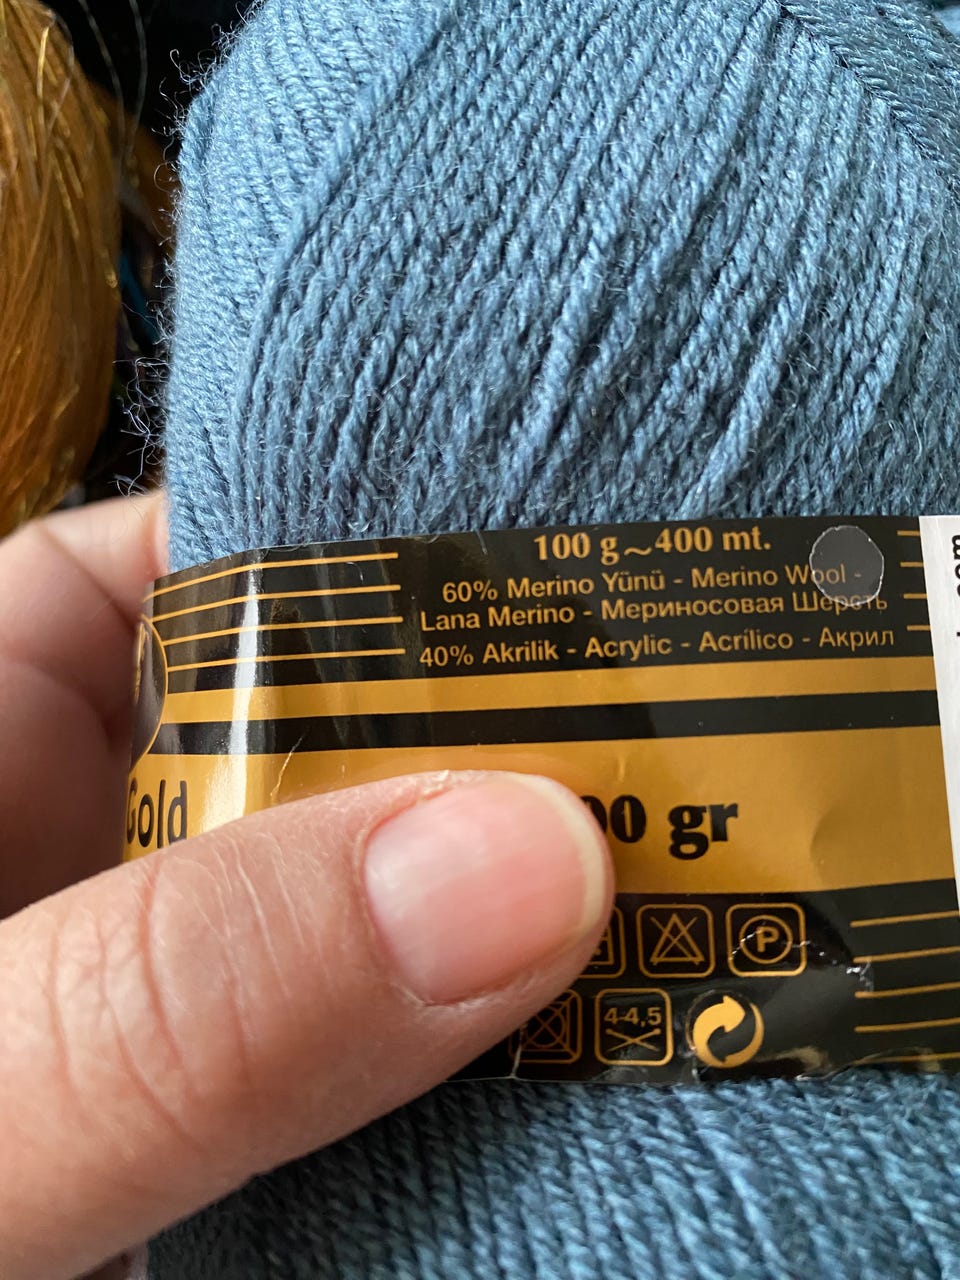 100 g~400 mt.
60% Merino Yünü - Merino Wool -
Lana Merino - Мериносовая Шерсть
40% Akrilik - Acrylic - Acrílico - Акрил
Gold
00 gr
P
4-4,5